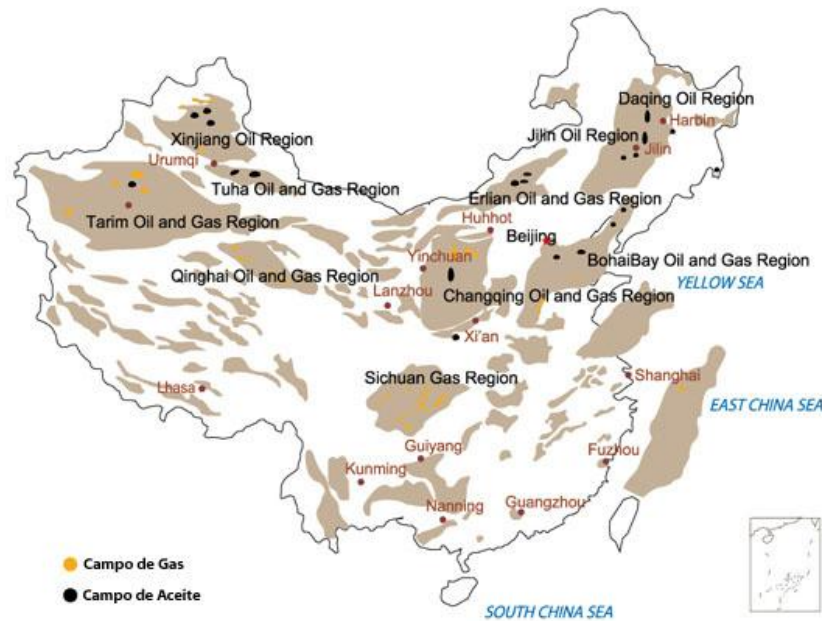 Daqing Oil Region
Harbin
Xinjiang Oil Region
Jilin Oil Region
Jilin
Urumqi
Tuha Oil and Gas Region
Erlian Oil and Gas Region
Tarim Oil and Gas Region
Huhhot
Beijing
Yinchuan
BohaiBay Oil and Gas Region
Qinghai Oil and Gas Region
YELLOW SEA
Lanzhou
Changqing Oil and Gas Region
Xi'an
Sichuan Gas Region
Shanghai
Lhasa
EAST CHINA SEA
Guiyang
Fuzhou
Kunming
Nanning
Guangzhou
Campo de Gas
Campo de Aceite
SOUTH CHINA SEA